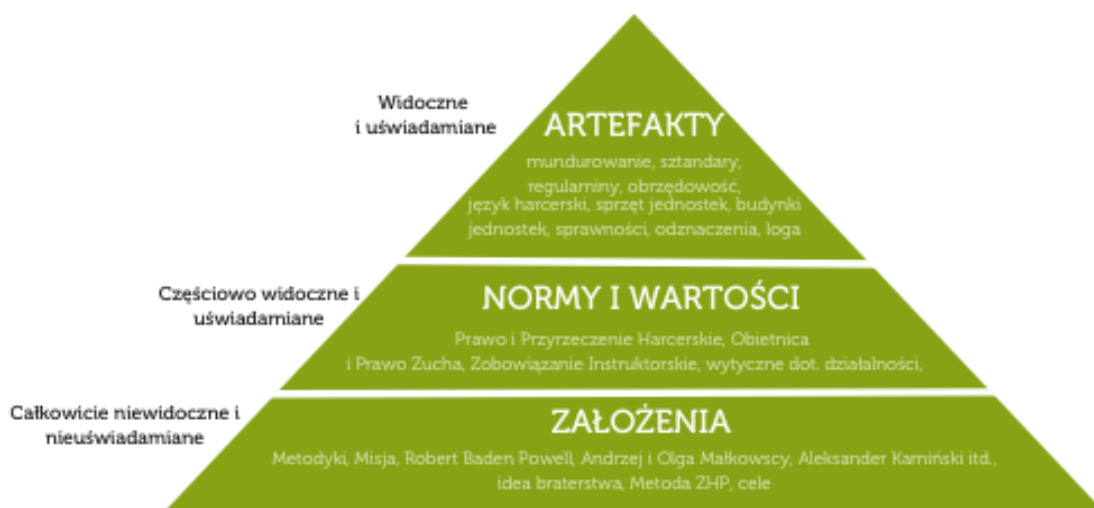 Widoczne
i uświadamiane
ARTEFAKTY
mundurowanie, sztandary,
regulaminy, obrzędowość,
język harcerski, sprzęt jednostek, budynki
jednostek, sprawności, odznaczenia, loga
Częściowo widoczne i
uświadamiane
NORMY I WARTOŚCI
Prawo i Przyrzeczenie Harcerskie, Obietnica
i Prawo Zucha, Zobowiązanie Instruktorskie, wytyczne dot. działalności,
Całkowicie niewidoczne i
nieuświadamiane
ZAŁOŻENIA
Metodyki, Misja, Robert Baden Powell, Andrzej i Olga Małkowscy, Aleksander Kamiński itd.,
idea braterstwa, Metoda ZHP, cele